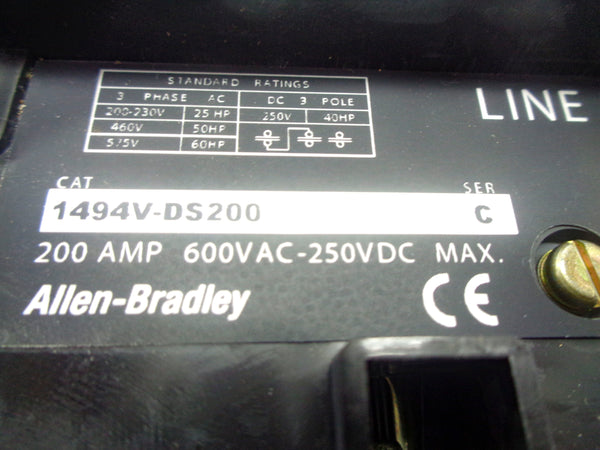 STANDARD RATINGS
3 PHASE AC DC 3 POLE
200-230V 25 HP 250V 40HP
460V 50HP
575V 60HP
LINE
CAT SER
1494V-DS200 C
200 AMP 600VAC-250VDC MAX.
Allen-Bradley CE